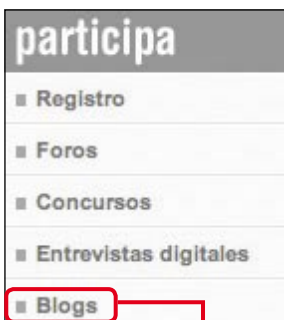 participa
Registro
Foros
Concursos
Entrevistas digitales
Blogs